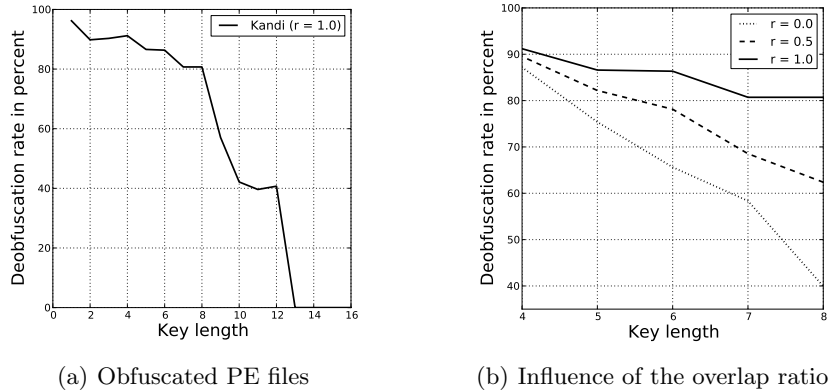 Deobfuscation rate in percent
100
80
60
40
20
0
0 2 4 6 8 10 12 14 16
Key length
Kandi (r = 1.0)
(a) Obfuscated PE files
Deobfuscation rate in percent
100
90
80
70
60
50
40
4 5 6 7 8
Key length
r = 0.0
r = 0.5
r = 1.0
(b) Influence of the overlap ratio